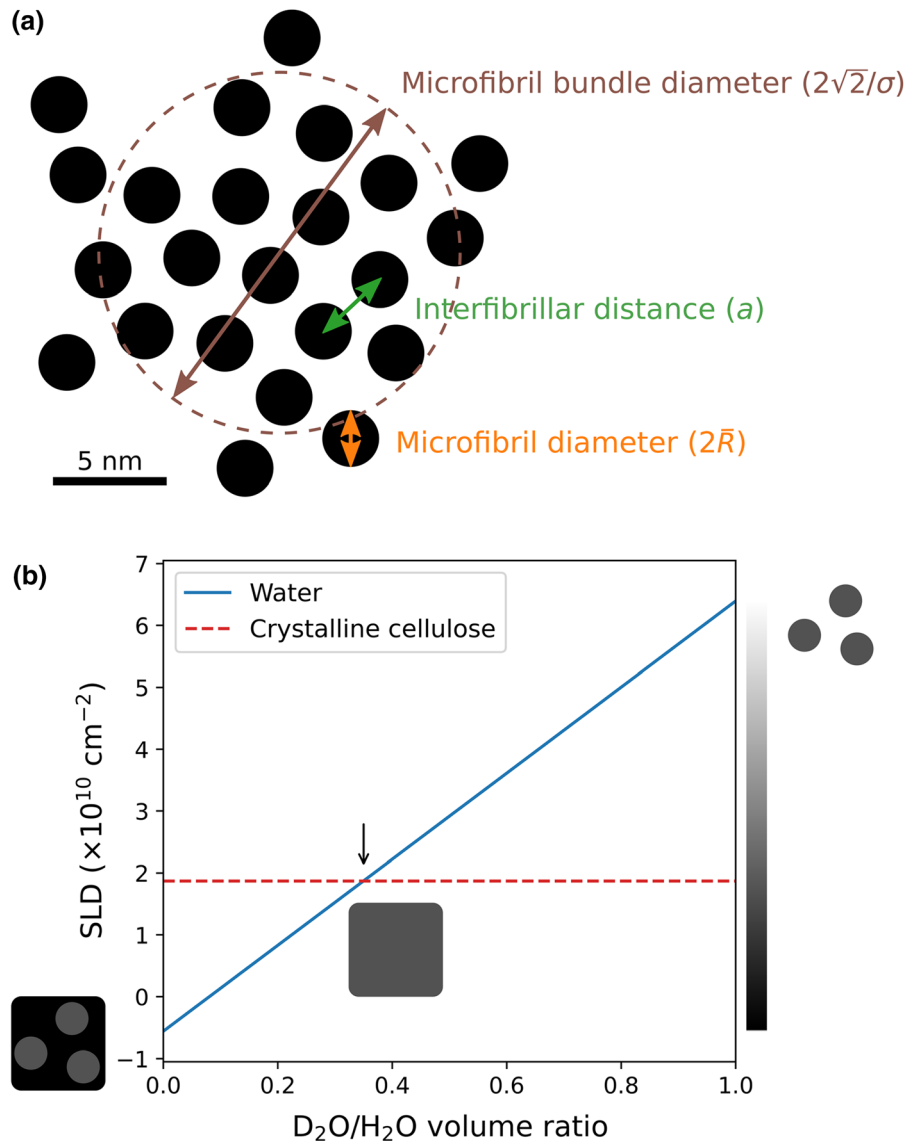 (a)
Microfibril bundle diameter (2√2/σ)
Interfibrillar distance (a)
Microfibril diameter (2R̄)
5 nm
(b)
7
6
5
4
3
2
1
0
−1
SLD (×10¹⁰ cm⁻²)
Water
Crystalline cellulose
0.0 0.2 0.4 0.6 0.8 1.0
D₂O/H₂O volume ratio